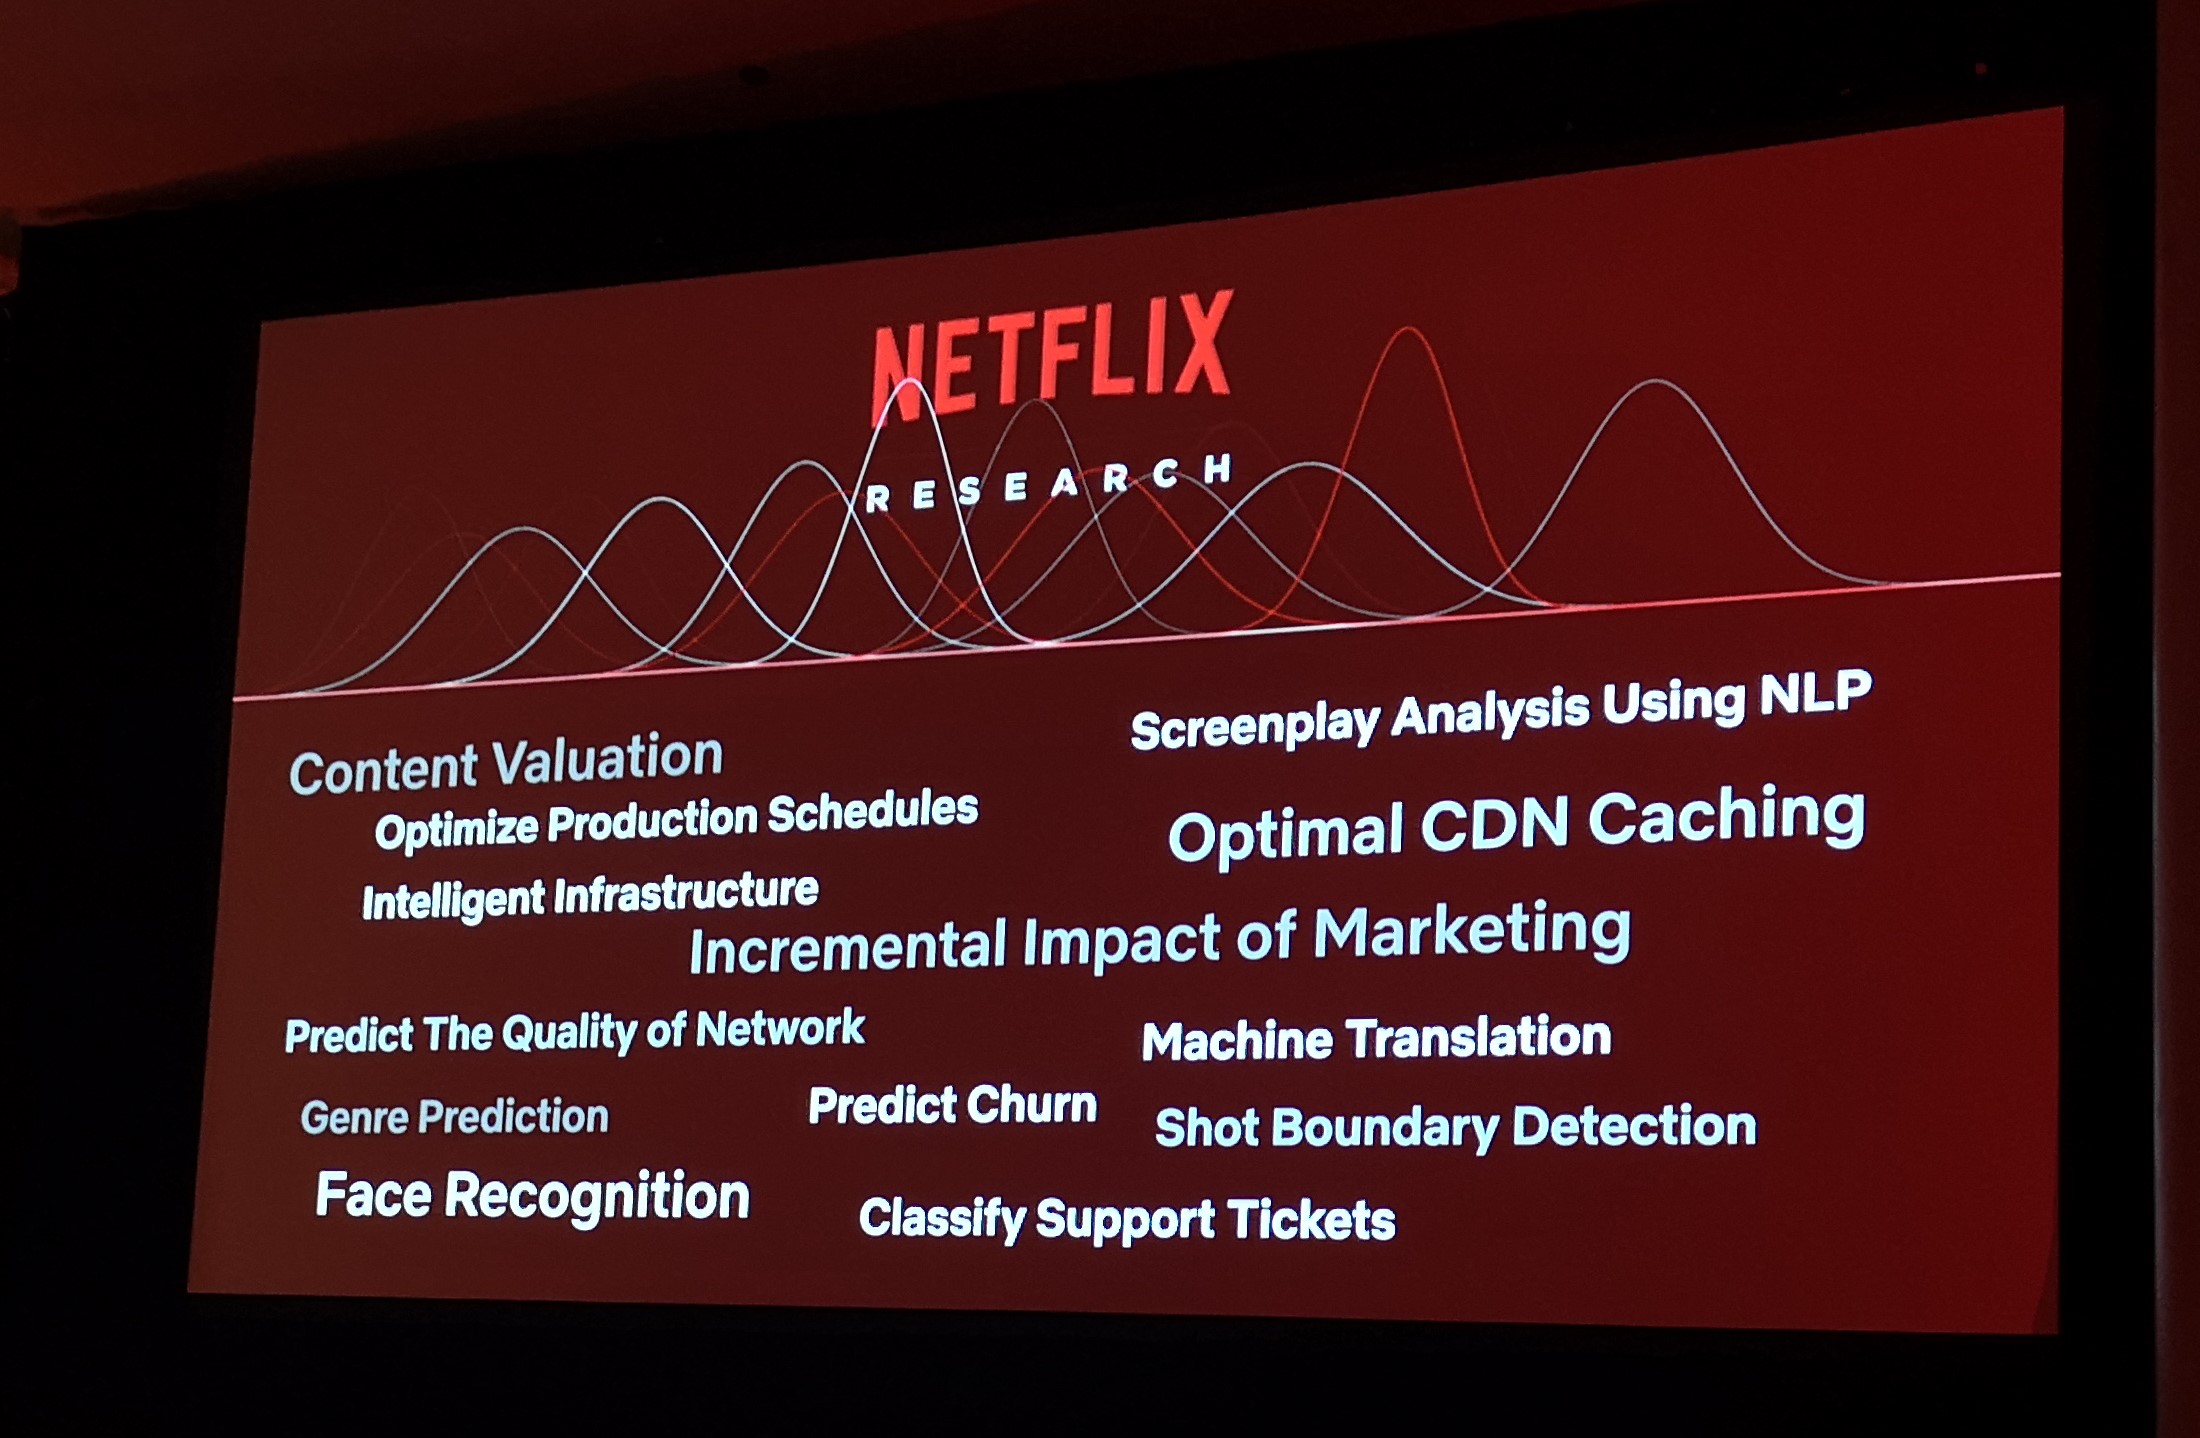 NETFLIX
RESEARCH
Screenplay Analysis Using NLP
Content Valuation
Optimize Production Schedules
Optimal CDN Caching
Intelligent Infrastructure
Incremental Impact of Marketing
Predict The Quality of Network
Machine Translation
Genre Prediction
Predict Churn
Shot Boundary Detection
Face Recognition
Classify Support Tickets